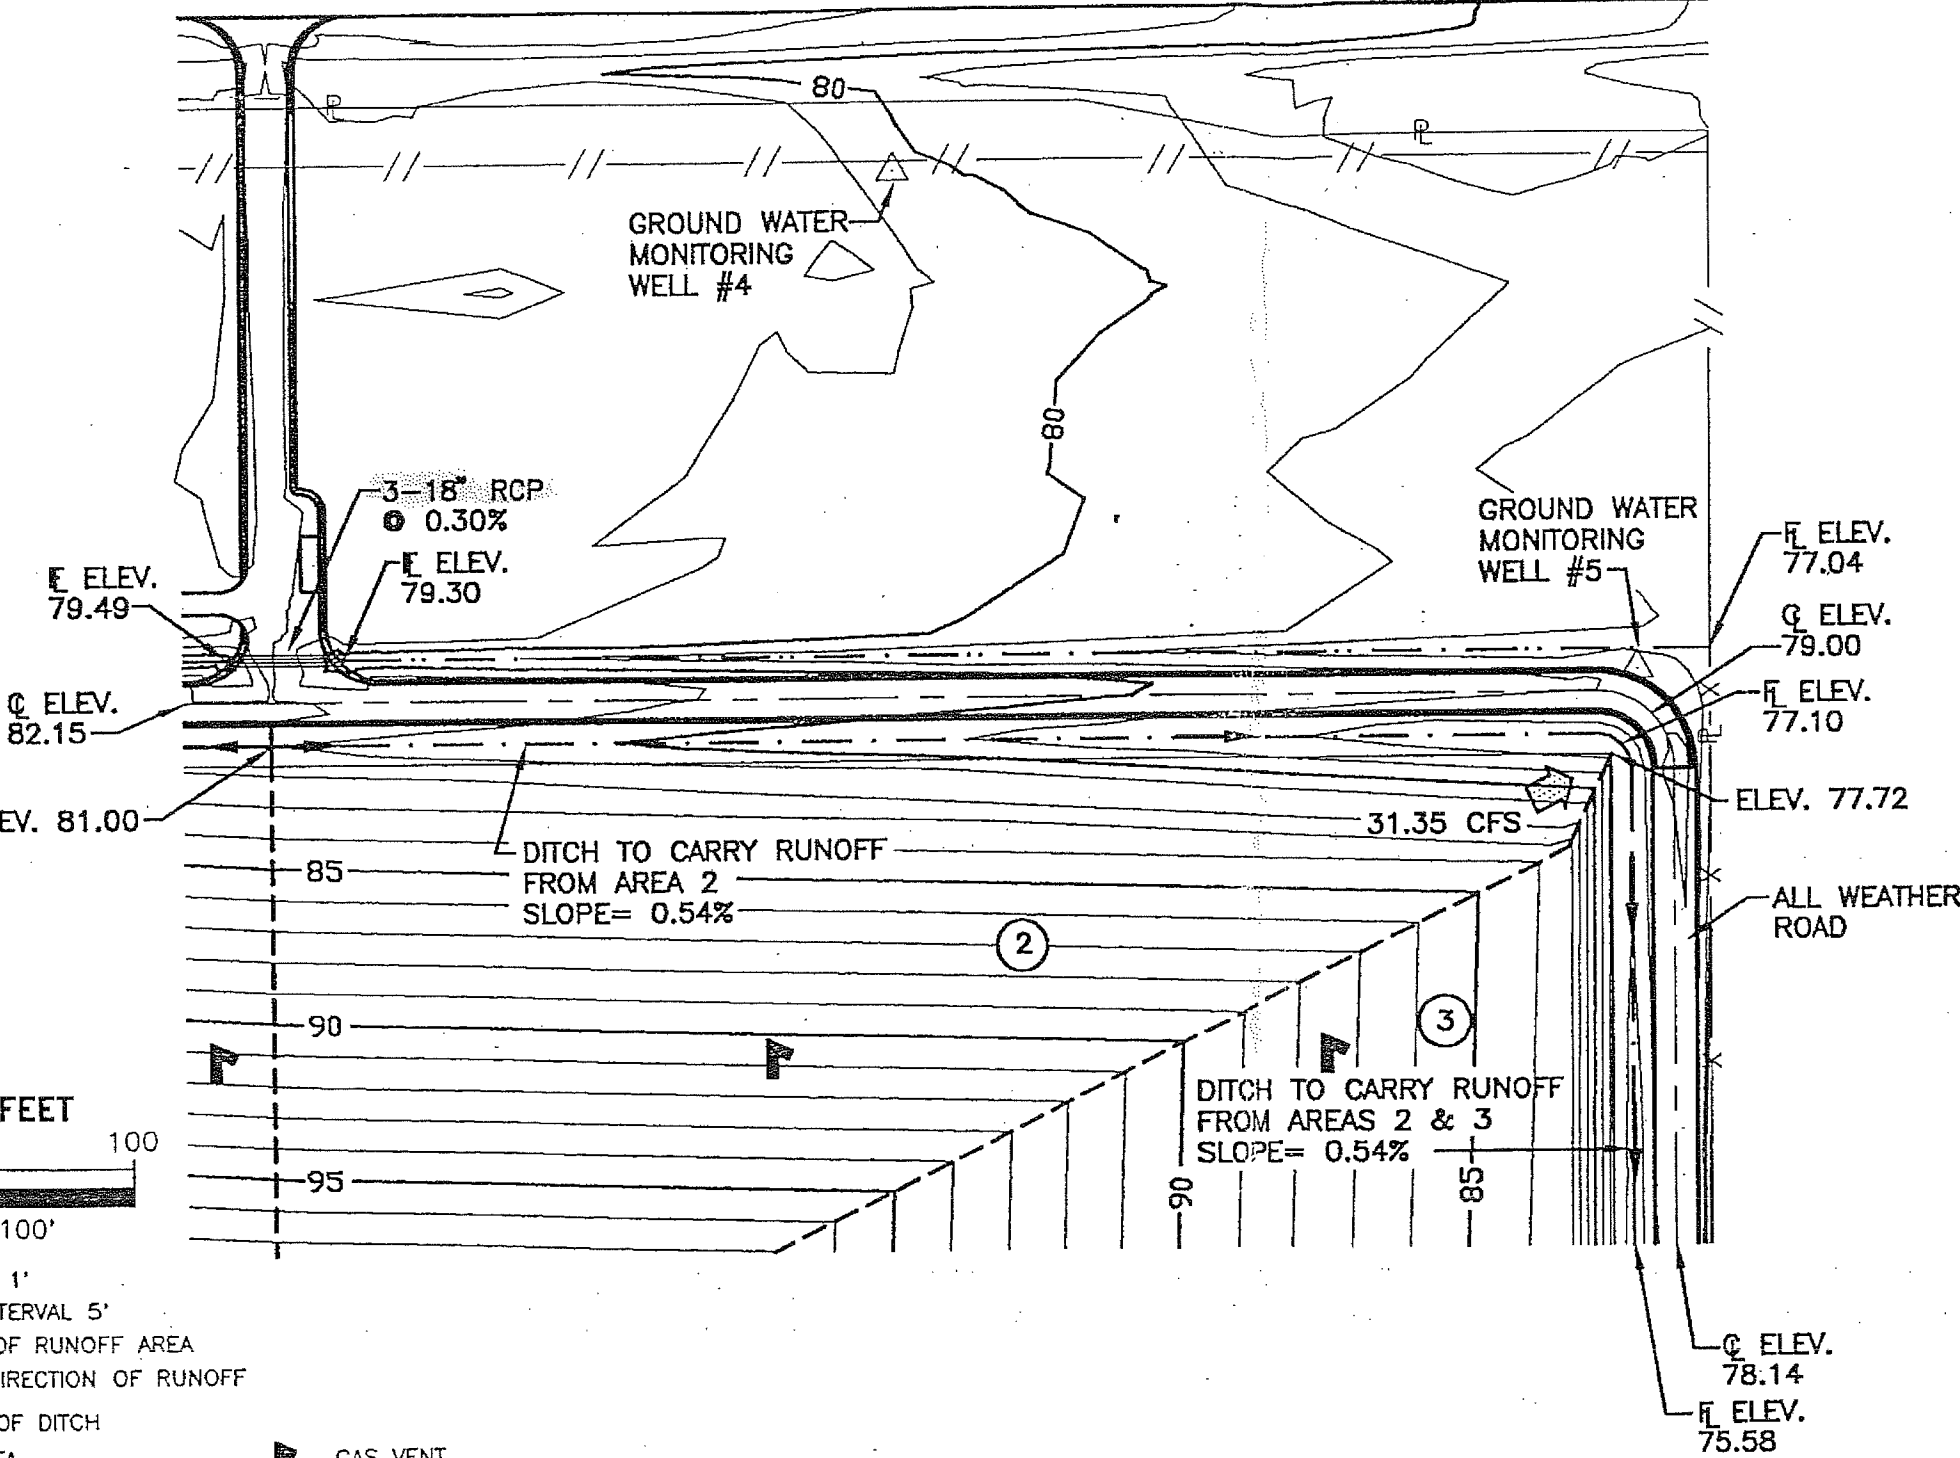 80
PL
PL
GROUND WATER
MONITORING
WELL #4
80
3-18" RCP
@ 0.30%
FL ELEV.
79.30
FL ELEV.
79.49
GROUND WATER
MONITORING
WELL #5
FL ELEV.
77.04
CL ELEV.
79.00
FL ELEV.
77.10
PL
CL ELEV.
82.15
EV. 81.00
ELEV. 77.72
31.35 CFS
DITCH TO CARRY RUNOFF
FROM AREA 2
SLOPE= 0.54%
85
ALL WEATHER
ROAD
2
3
90
DITCH TO CARRY RUNOFF
FROM AREAS 2 & 3
SLOPE= 0.54%
90
85
95
FEET
100
100'
1'
TERVAL 5'
OF RUNOFF AREA
IRECTION OF RUNOFF
OF DITCH
GAS VENT
CL ELEV.
78.14
FL ELEV.
75.58